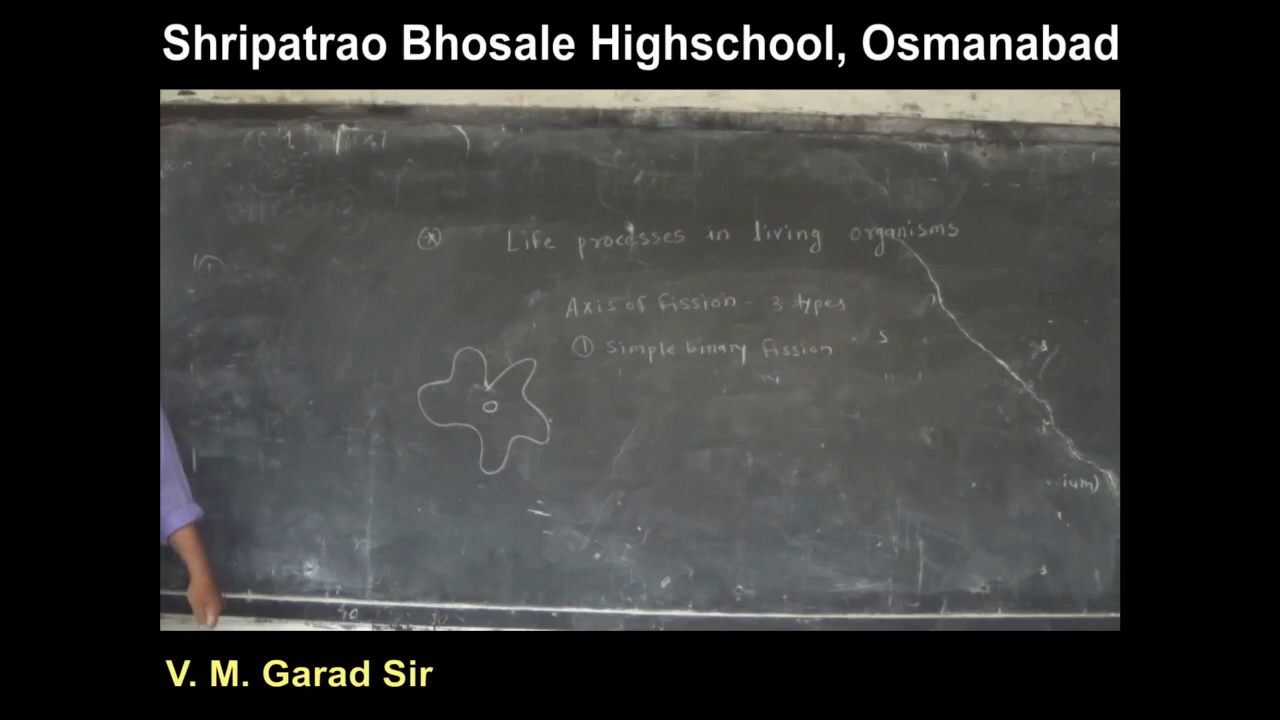 Shripatrao Bhosale Highschool, Osmanabad
Life processes in living organisms
Axis of fission - 3 types
① Simple binary fission
ium)
V. M. Garad Sir